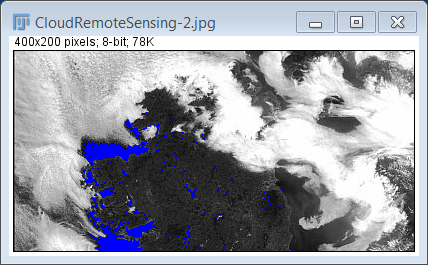 CloudRemoteSensing-2.jpg
400x200 pixels; 8-bit; 78K